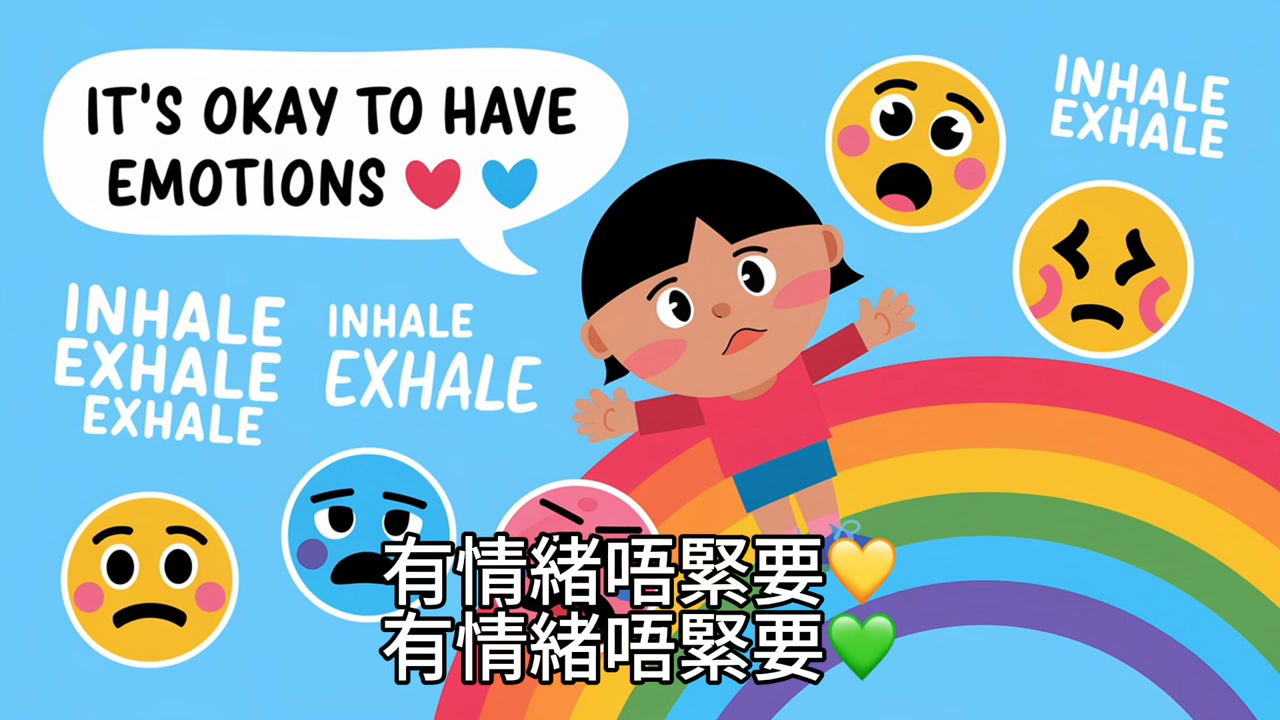 IT'S OKAY TO HAVE
EMOTIONS ❤️ 💙
INHALE
EXHALE
INHALE
EXHALE
EXHALE
INHALE
EXHALE
有情緒唔緊要💛
有情緒唔緊要💚